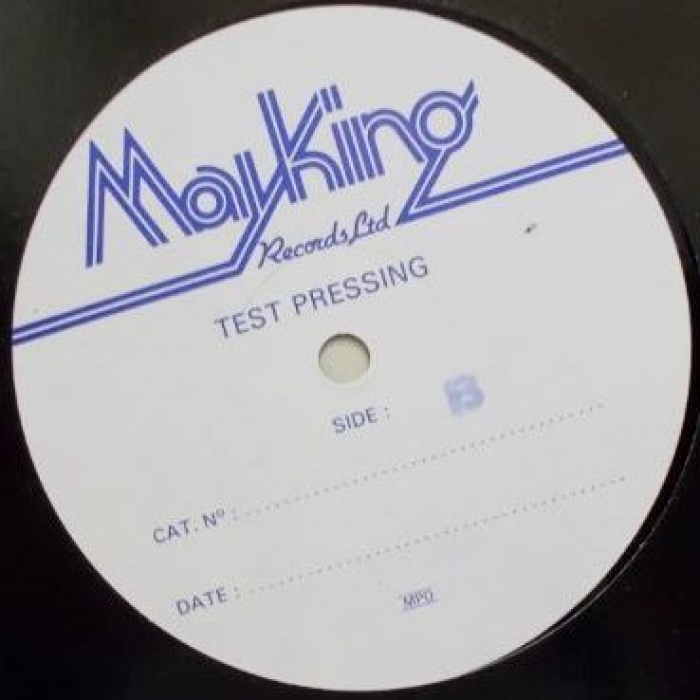 MayKing
Records Ltd
TEST PRESSING
SIDE : B
CAT. Nº :
DATE :
MPO